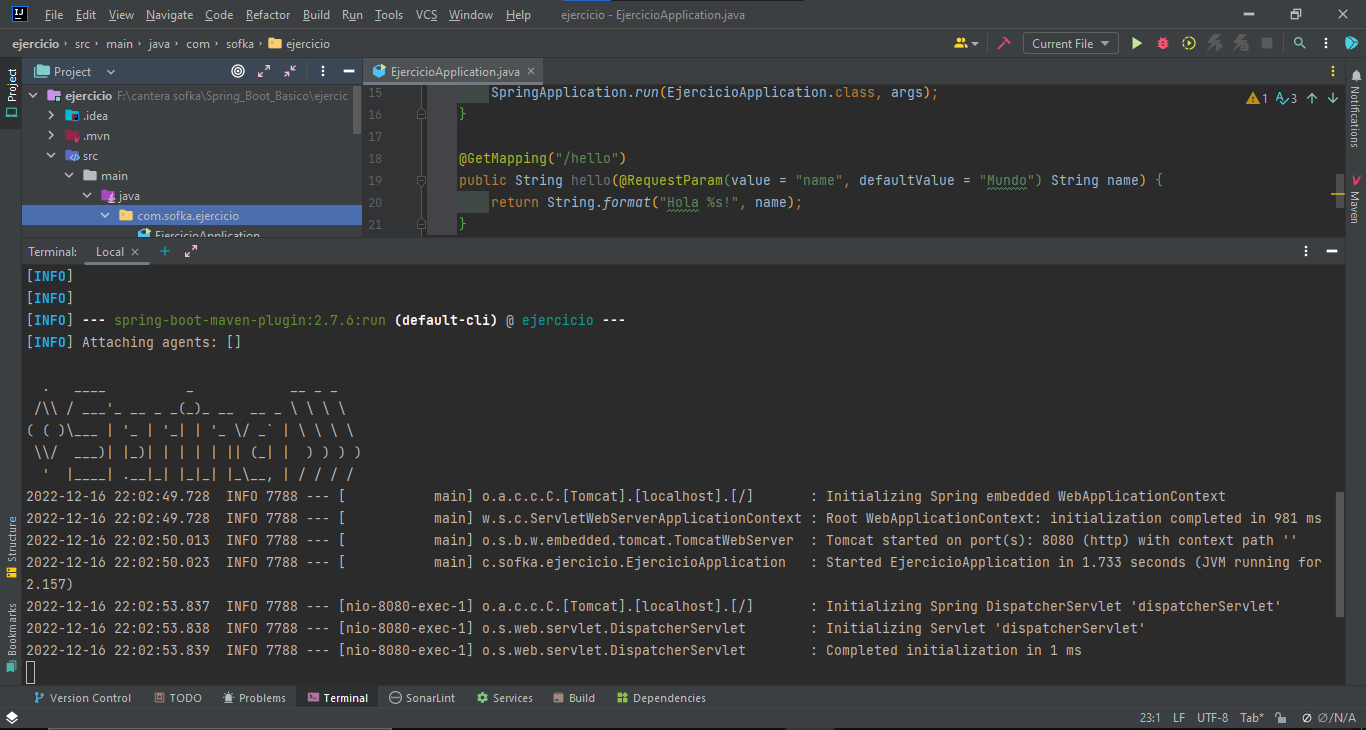 File Edit View Navigate Code Refactor Build Run Tools VCS Window Help ejercicio - EjercicioApplication.java
ejercicio › src › main › java › com › sofka › ejercicio Current File
Project EjercicioApplication.java ×
Project
ejercicio F:\cantera sofka\Spring_Boot_Basico\ejercic
.idea
.mvn
src
main
java
com.sofka.ejercicio
EjercicioApplication
15 SpringApplication.run(EjercicioApplication.class, args);
16 }
17
18 @GetMapping("/hello")
19 public String hello(@RequestParam(value = "name", defaultValue = "Mundo") String name) {
20 return String.format("Hola %s!", name);
21 }
1 3
Notifications
Maven
Terminal: Local × +
[INFO]
[INFO]
[INFO] --- spring-boot-maven-plugin:2.7.6:run (default-cli) @ ejercicio ---
[INFO] Attaching agents: []
  .   ____          _            __ _ _
 /\\ / ___'_ __ _ _(_)_ __  __ _ \ \ \ \
( ( )\___ | '_ | '_| | '_ \/ _` | \ \ \ \
 \\/  ___)| |_)| | | | | || (_| |  ) ) ) )
  '  |____| .__|_| |_|_| |_\__, | / / / /
2022-12-16 22:02:49.728  INFO 7788 --- [           main] o.a.c.c.C.[Tomcat].[localhost].[/]       : Initializing Spring embedded WebApplicationContext
2022-12-16 22:02:49.728  INFO 7788 --- [           main] w.s.c.ServletWebServerApplicationContext : Root WebApplicationContext: initialization completed in 981 ms
2022-12-16 22:02:50.013  INFO 7788 --- [           main] o.s.b.w.embedded.tomcat.TomcatWebServer  : Tomcat started on port(s): 8080 (http) with context path ''
2022-12-16 22:02:50.023  INFO 7788 --- [           main] c.sofka.ejercicio.EjercicioApplication   : Started EjercicioApplication in 1.733 seconds (JVM running for
2.157)
2022-12-16 22:02:53.837  INFO 7788 --- [nio-8080-exec-1] o.a.c.c.C.[Tomcat].[localhost].[/]       : Initializing Spring DispatcherServlet 'dispatcherServlet'
2022-12-16 22:02:53.838  INFO 7788 --- [nio-8080-exec-1] o.s.web.servlet.DispatcherServlet        : Initializing Servlet 'dispatcherServlet'
2022-12-16 22:02:53.839  INFO 7788 --- [nio-8080-exec-1] o.s.web.servlet.DispatcherServlet        : Completed initialization in 1 ms
Structure
Bookmarks
Version Control TODO Problems Terminal SonarLint Services Build Dependencies
23:1 LF UTF-8 Tab* Ø/N/A